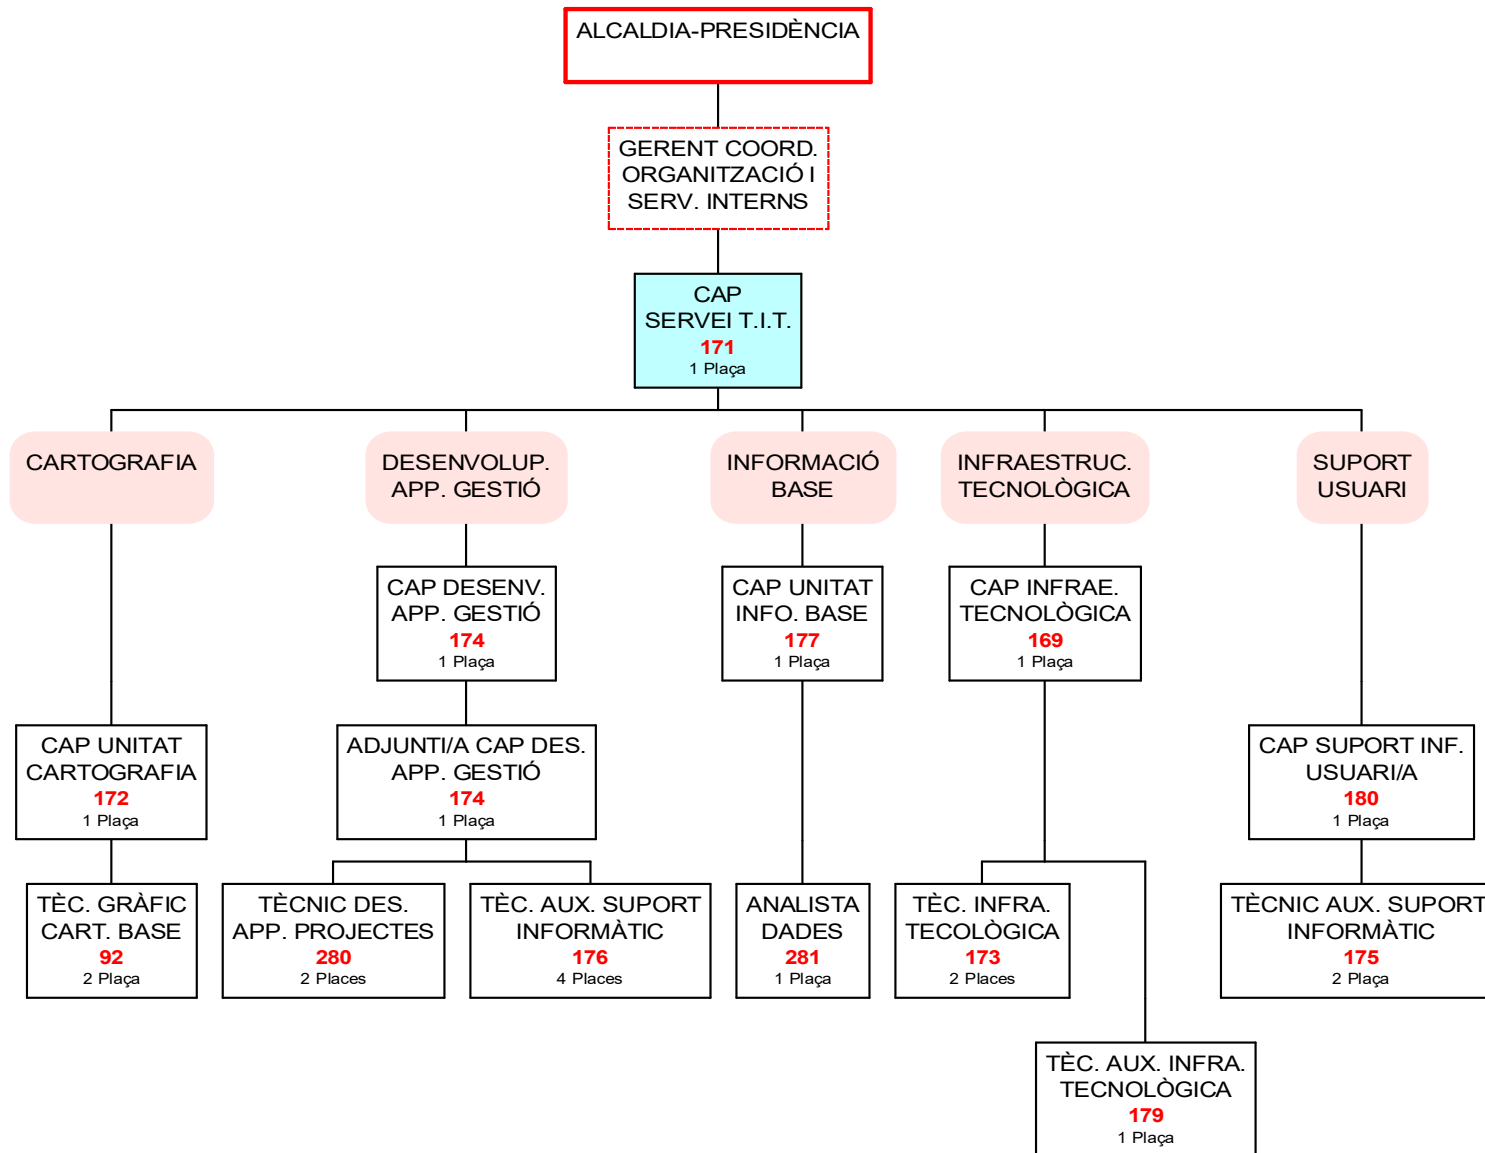 ALCALDIA-PRESIDÈNCIA
GERENT COORD.
ORGANITZACIÓ I
SERV. INTERNS
CAP
SERVEI T.I.T.
171
1 Plaça
CARTOGRAFIA
DESENVOLUP.
APP. GESTIÓ
INFORMACIÓ
BASE
INFRAESTRUC.
TECNOLÒGICA
SUPORT
USUARI
CAP DESENV.
APP. GESTIÓ
174
1 Plaça
CAP UNITAT
INFO. BASE
177
1 Plaça
CAP INFRAE.
TECNOLÒGICA
169
1 Plaça
CAP UNITAT
CARTOGRAFIA
172
1 Plaça
ADJUNTI/A CAP DES.
APP. GESTIÓ
174
1 Plaça
CAP SUPORT INF.
USUARI/A
180
1 Plaça
TÈC. GRÀFIC
CART. BASE
92
2 Plaça
TÈCNIC DES.
APP. PROJECTES
280
2 Places
TÈC. AUX. SUPORT
INFORMÀTIC
176
4 Places
ANALISTA
DADES
281
1 Plaça
TÈC. INFRA.
TECOLÒGICA
173
2 Places
TÈCNIC AUX. SUPORT
INFORMÀTIC
175
2 Plaça
TÈC. AUX. INFRA.
TECNOLÒGICA
179
1 Plaça